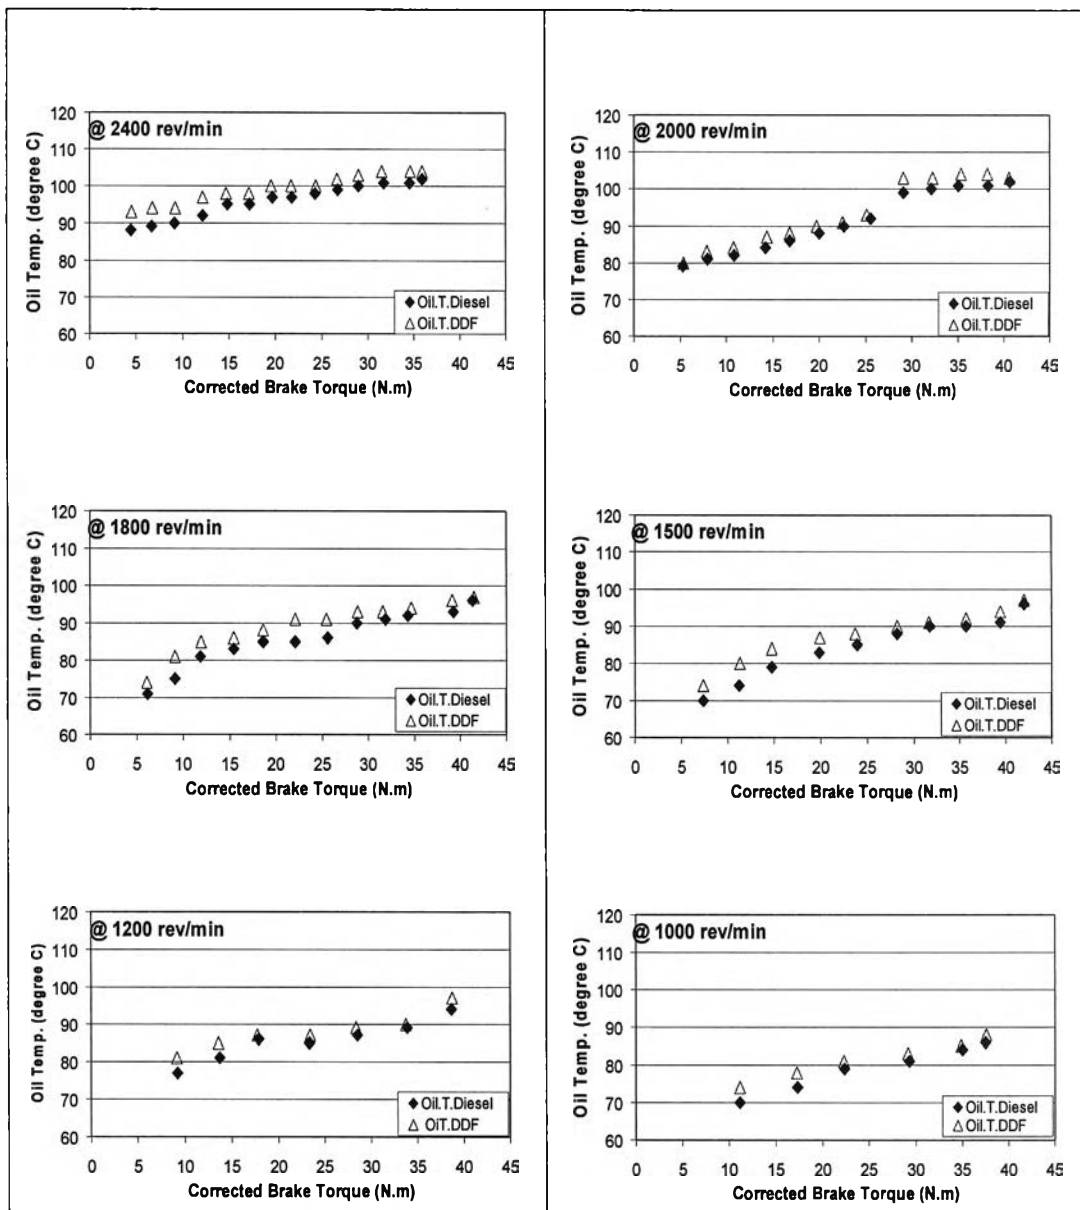 @ 2400 rev/min
Oil Temp. (degree C)
120
110
100
90
80
70
60
0 5 10 15 20 25 30 35 40 45
Corrected Brake Torque (N.m)
Oil.T.Diesel
Oil.T.DDF
@ 2000 rev/min
Oil Temp. (degree C)
120
110
100
90
80
70
60
0 5 10 15 20 25 30 35 40 45
Corrected Brake Torque (N.m)
Oil.T.Diesel
Oil.T.DDF
@ 1800 rev/min
Oil Temp. (degree C)
120
110
100
90
80
70
60
0 5 10 15 20 25 30 35 40 45
Corrected Brake Torque (N.m)
Oil.T.Diesel
Oil.T.DDF
@ 1500 rev/min
Oil Temp. (degree C)
120
110
100
90
80
70
60
0 5 10 15 20 25 30 35 40 45
Corrected Brake Torque (N.m)
Oil.T.Diesel
Oil.T.DDF
@ 1200 rev/min
Oil Temp. (degree C)
120
110
100
90
80
70
60
0 5 10 15 20 25 30 35 40 45
Corrected Brake Torque (N.m)
Oil.T.Diesel
OilT.DDF
@ 1000 rev/min
Oil Temp. (degree C)
120
110
100
90
80
70
60
0 5 10 15 20 25 30 35 40 45
Corrected Brake Torque (N.m)
Oil.T.Diesel
Oil.T.DDF